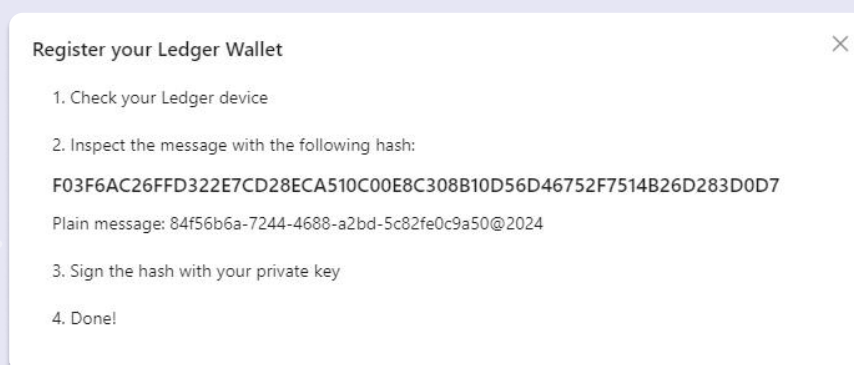 Register your Ledger Wallet
1. Check your Ledger device
2. Inspect the message with the following hash:
F03F6AC26FFD322E7CD28ECA510C00E8C308B10D56D46752F7514B26D283D0D7
Plain message: 84f56b6a-7244-4688-a2bd-5c82fe0c9a50@2024
3. Sign the hash with your private key
4. Done!